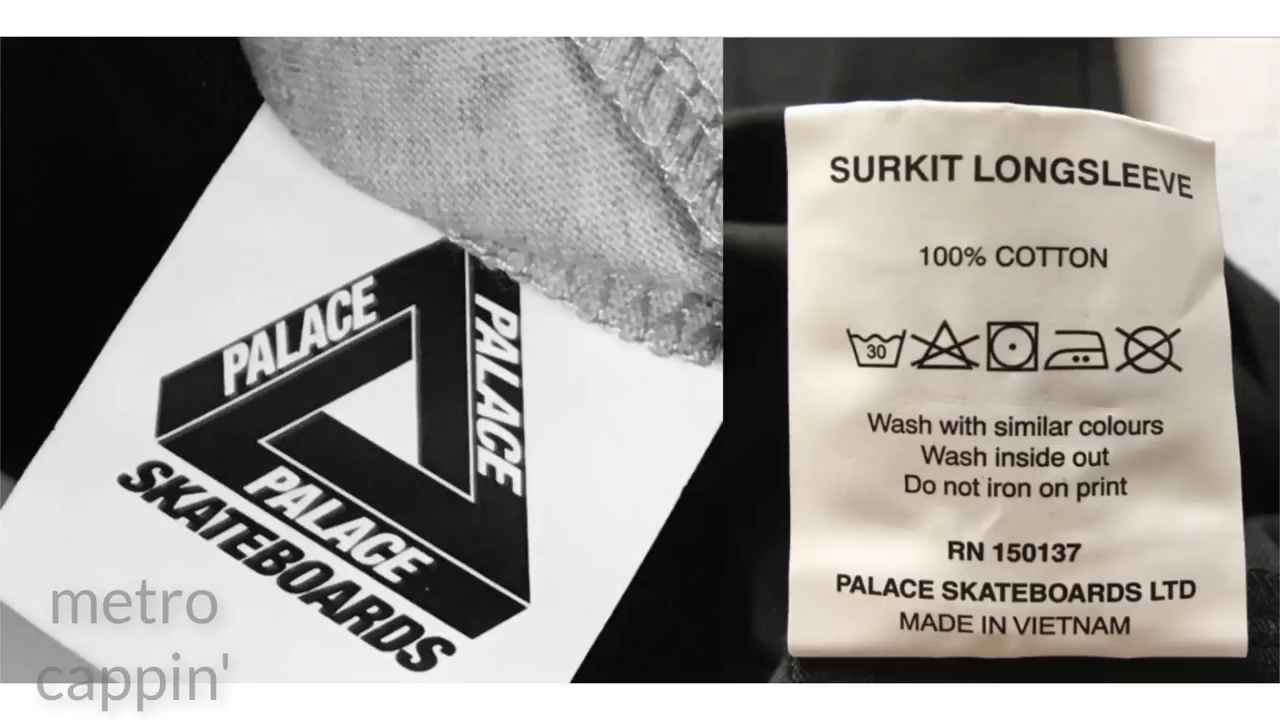 PALACE
PALACE
PALACE
SKATEBOARDS
metro
cappin'
SURKIT LONGSLEEVE
100% COTTON
30
Wash with similar colours
Wash inside out
Do not iron on print
RN 150137
PALACE SKATEBOARDS LTD
MADE IN VIETNAM